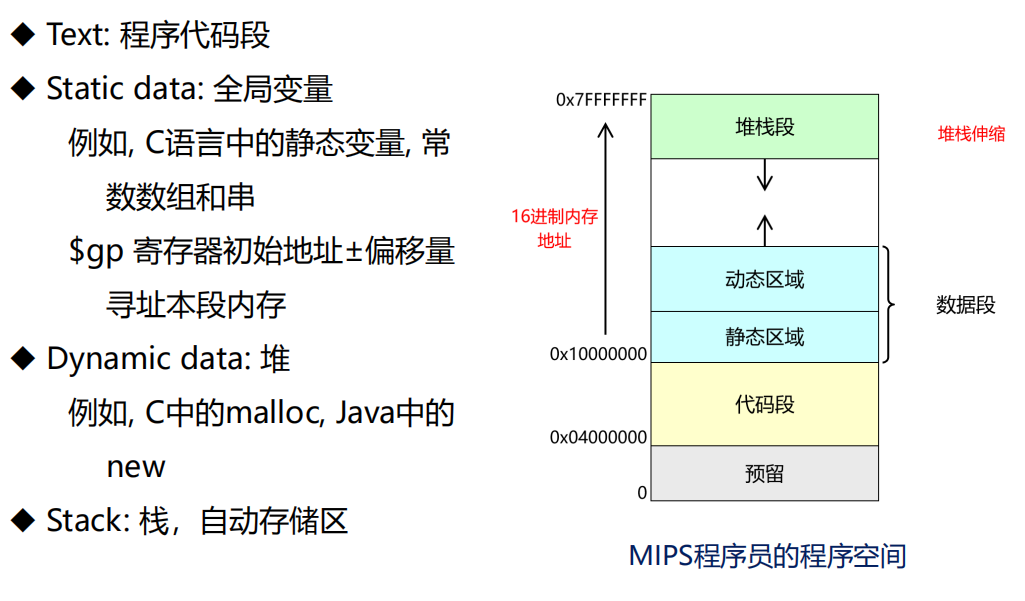 ◆ Text: 程序代码段
◆ Static data: 全局变量
例如, C语言中的静态变量, 常
数数组和串
$gp 寄存器初始地址±偏移量
寻址本段内存
◆ Dynamic data: 堆
例如, C中的malloc, Java中的
new
◆ Stack: 栈，自动存储区
0x7FFFFFFF
堆栈段
堆栈伸缩
16进制内存
地址
动态区域
数据段
静态区域
0x10000000
代码段
0x04000000
预留
0
MIPS程序员的程序空间